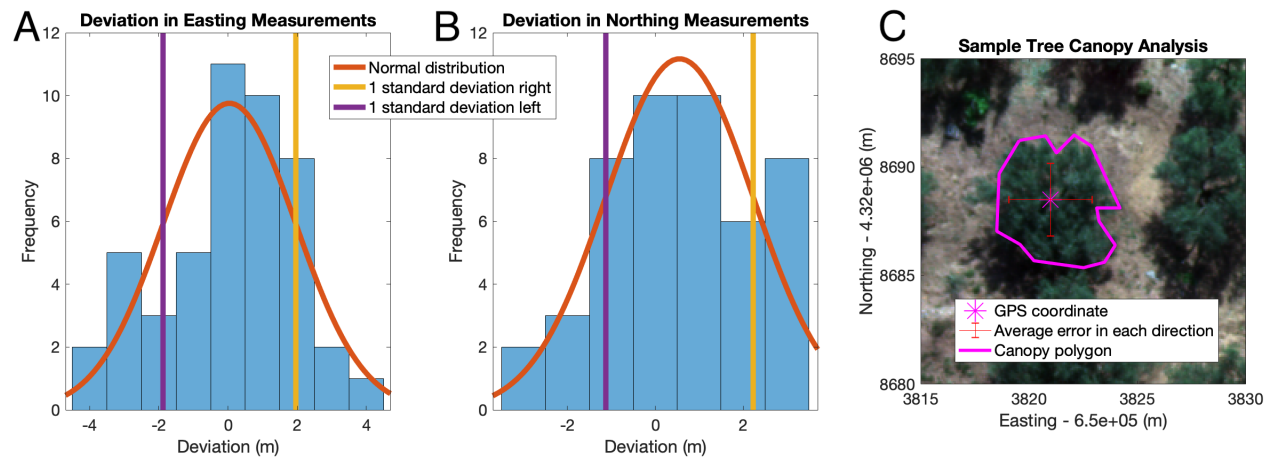 A
Deviation in Easting Measurements
12
10
8
6
4
2
0
Frequency
-4
-2
0
2
4
Deviation (m)
Normal distribution
1 standard deviation right
1 standard deviation left
B
Deviation in Northing Measurements
12
10
8
6
4
2
0
Frequency
-2
0
2
Deviation (m)
C
Sample Tree Canopy Analysis
8695
8690
8685
8680
Northing - 4.32e+06 (m)
GPS coordinate
Average error in each direction
Canopy polygon
3815
3820
3825
3830
Easting - 6.5e+05 (m)